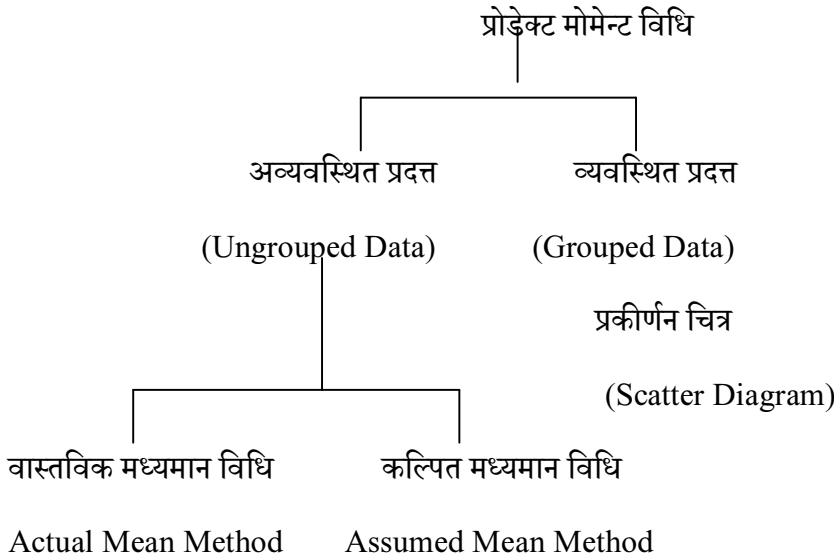 प्रोडेक्ट मोमेन्ट विधि
अव्यवस्थित प्रदत्त व्यवस्थित प्रदत्त
(Ungrouped Data) (Grouped Data)
प्रकीर्णन चित्र
(Scatter Diagram)
वास्तविक मध्यमान विधि कल्पित मध्यमान विधि
Actual Mean Method Assumed Mean Method